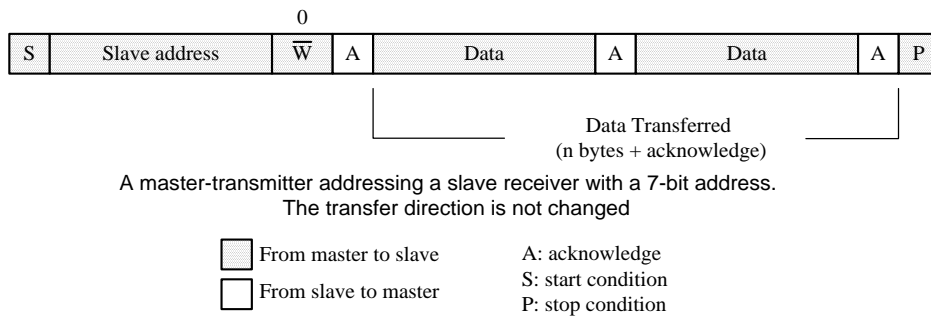 0
S Slave address W̅ A Data A Data A P
Data Transferred
(n bytes + acknowledge)
A master-transmitter addressing a slave receiver with a 7-bit address.
The transfer direction is not changed
From master to slave
From slave to master
A: acknowledge
S: start condition
P: stop condition